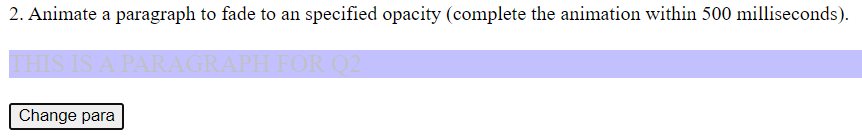 2. Animate a paragraph to fade to an specified opacity (complete the animation within 500 milliseconds).
THIS IS A PARAGRAPH FOR Q2
Change para